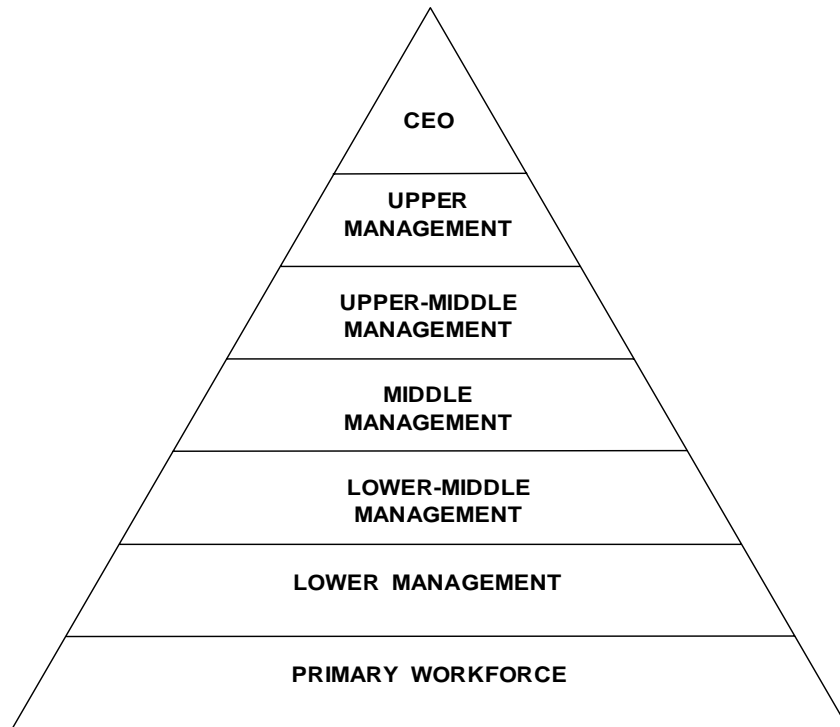 CEO
UPPER
MANAGEMENT
UPPER-MIDDLE
MANAGEMENT
MIDDLE
MANAGEMENT
LOWER-MIDDLE
MANAGEMENT
LOWER MANAGEMENT
PRIMARY WORKFORCE